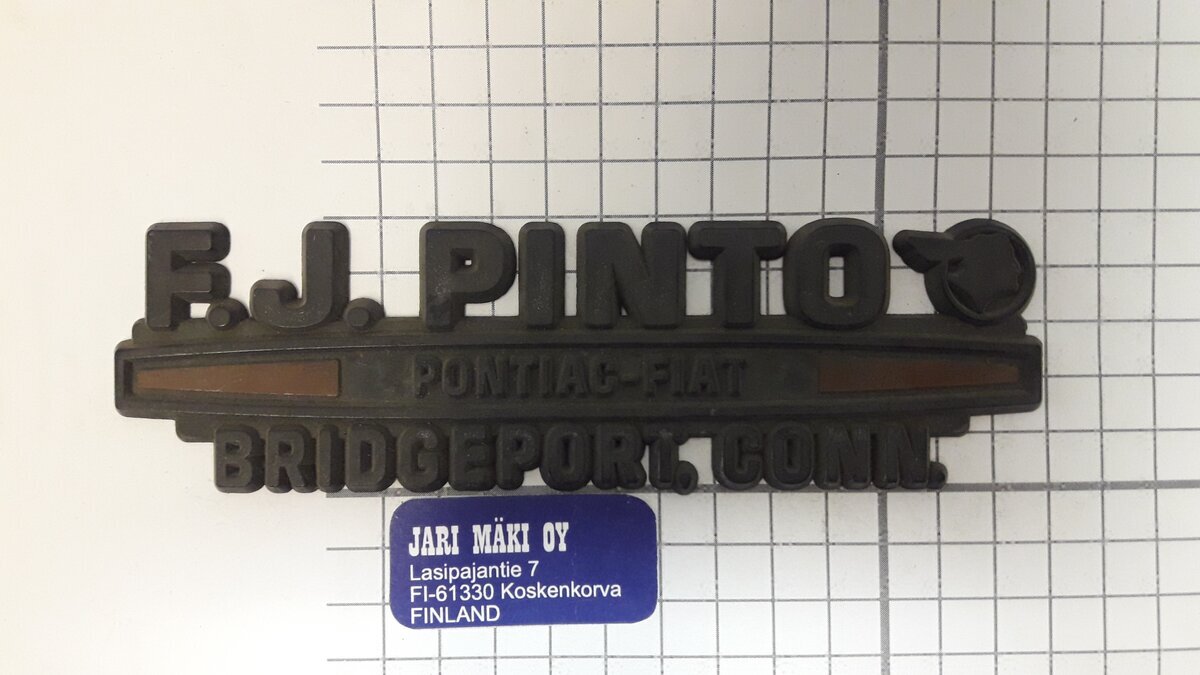 F.J. PINTO
PONTIAC-FIAT
BRIDGEPORT, CONN.
JARI MÄKI OY
Lasipajantie 7
FI-61330 Koskenkorva
FINLAND